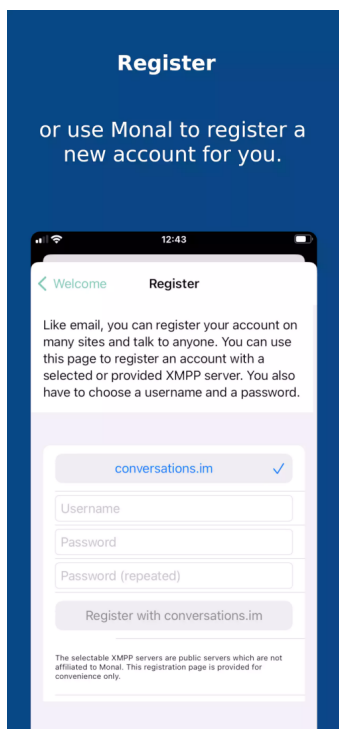 Register
or use Monal to register a
new account for you.
12:43
Welcome
Register
Like email, you can register your account on
many sites and talk to anyone. You can use
this page to register an account with a
selected or provided XMPP server. You also
have to choose a username and a password.
conversations.im
Username
Password
Password (repeated)
Register with conversations.im
The selectable XMPP servers are public servers which are not
affiliated to Monal. This registration page is provided for
convenience only.